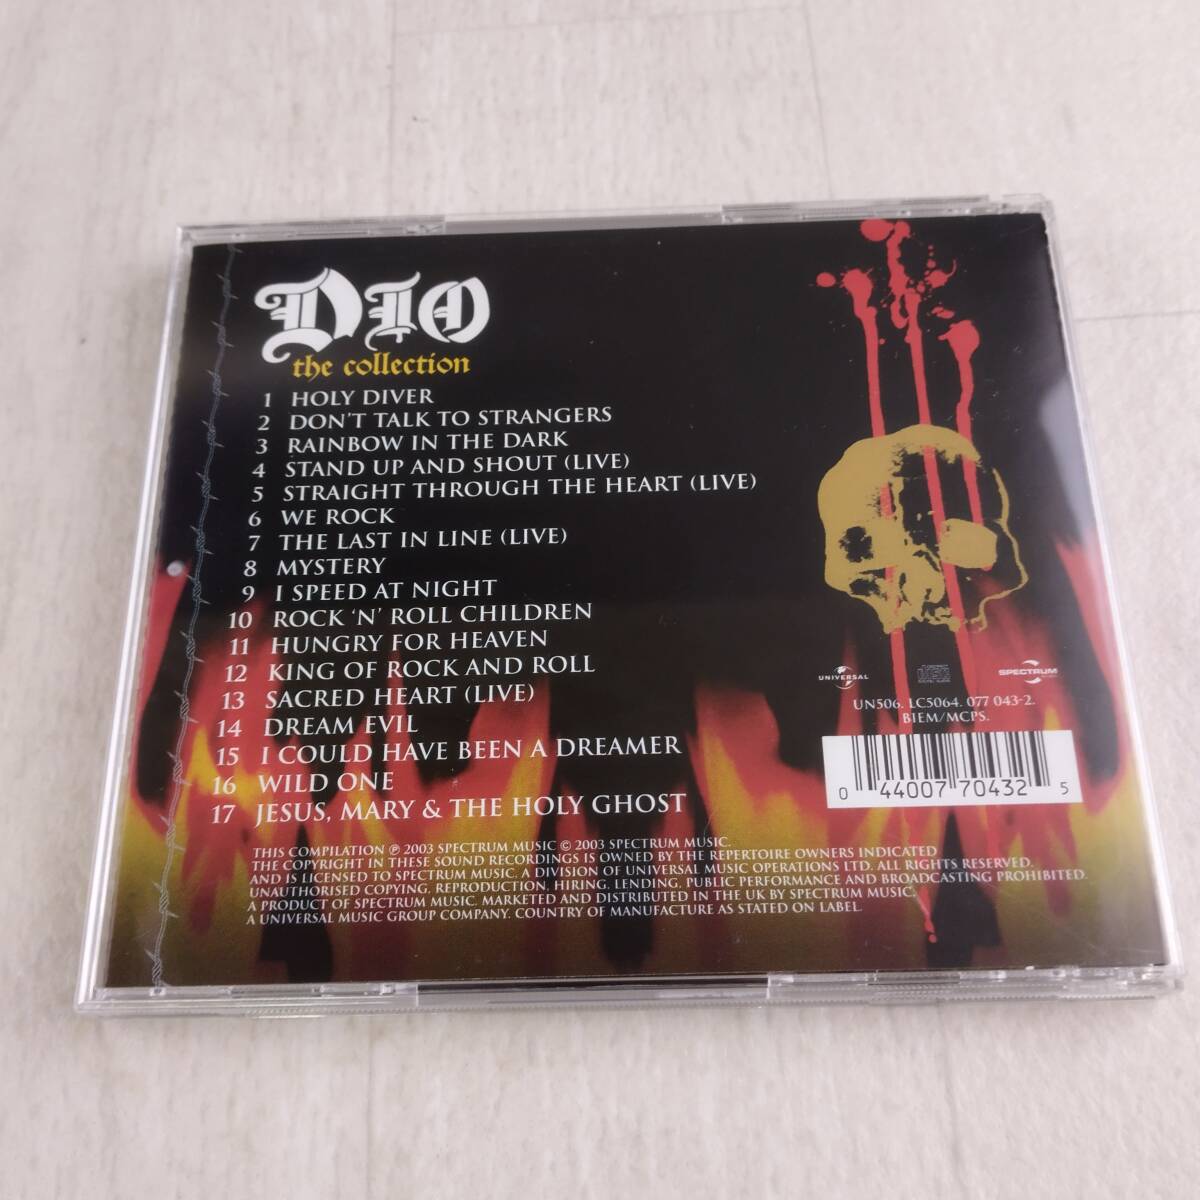 DIO
the collection
1 HOLY DIVER
2 DON'T TALK TO STRANGERS
3 RAINBOW IN THE DARK
4 STAND UP AND SHOUT (LIVE)
5 STRAIGHT THROUGH THE HEART (LIVE)
6 WE ROCK
7 THE LAST IN LINE (LIVE)
8 MYSTERY
9 I SPEED AT NIGHT
10 ROCK 'N' ROLL CHILDREN
11 HUNGRY FOR HEAVEN
12 KING OF ROCK AND ROLL
13 SACRED HEART (LIVE)
14 DREAM EVIL
15 I COULD HAVE BEEN A DREAMER
16 WILD ONE
17 JESUS, MARY & THE HOLY GHOST
UNIVERSAL
SPECTRUM
UN506. LC5064. 077 043-2.
BIEM/MCPS.
0 44007 70432 5
THIS COMPILATION ℗ 2003 SPECTRUM MUSIC © 2003 SPECTRUM MUSIC.
THE COPYRIGHT IN THESE SOUND RECORDINGS IS OWNED BY THE REPERTOIRE OWNERS INDICATED
AND IS LICENSED TO SPECTRUM MUSIC. A DIVISION OF UNIVERSAL MUSIC OPERATIONS LTD. ALL RIGHTS RESERVED.
UNAUTHORISED COPYING, REPRODUCTION, HIRING, LENDING, PUBLIC PERFORMANCE AND BROADCASTING PROHIBITED.
A PRODUCT OF SPECTRUM MUSIC. MARKETED AND DISTRIBUTED IN THE UK BY SPECTRUM MUSIC.
A UNIVERSAL MUSIC GROUP COMPANY. COUNTRY OF MANUFACTURE AS STATED ON LABEL.